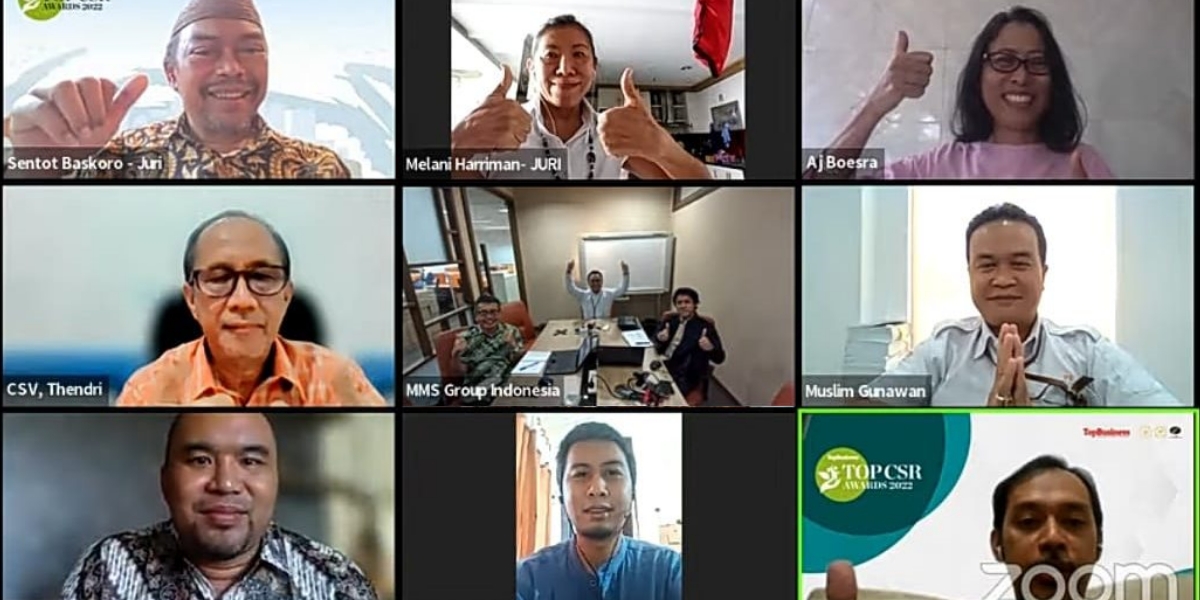 AWARDS 2022
Sentot Baskoro - Juri
Melani Harriman- JURI
Aj Boesra
CSV, Thendri
MMS Group Indonesia
Muslim Gunawan
TopBusiness
TopBusiness
TOP CSR
AWARDS 2022
zoom